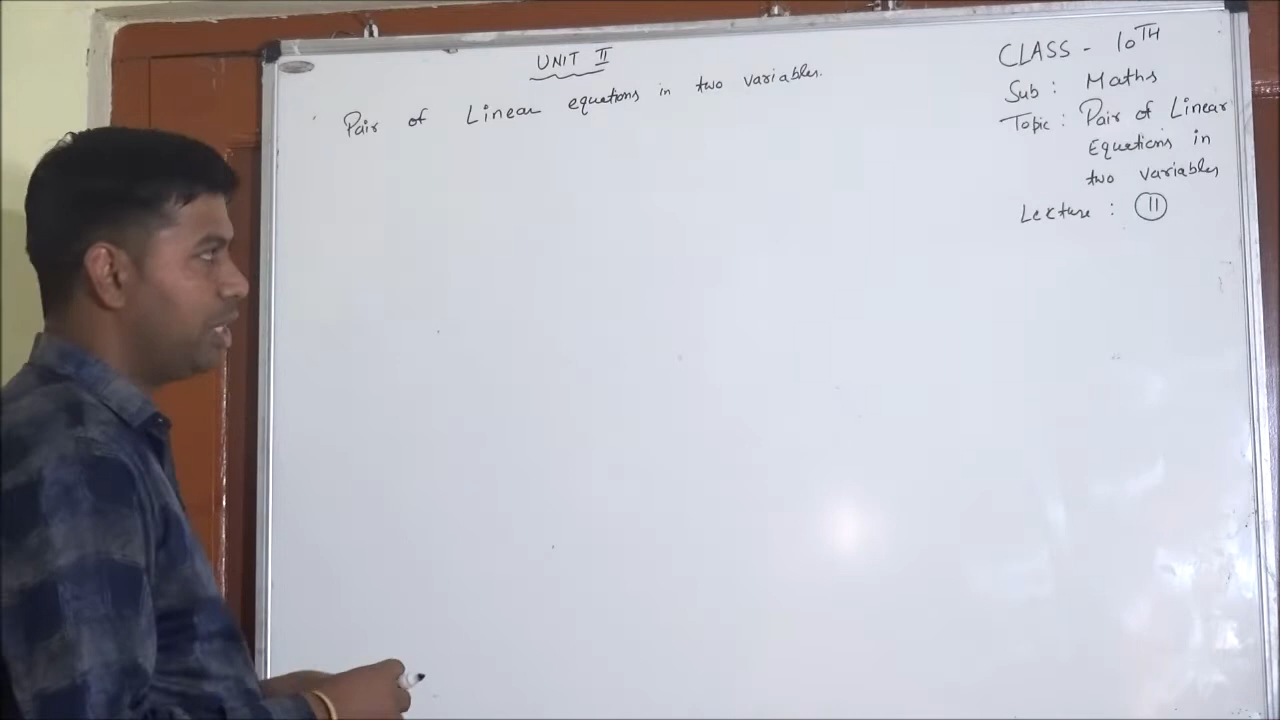 UNIT II
Pair of Linear equations in two variables.
CLASS - 10TH
Sub : Maths
Topic : Pair of Linear
Equations in
two variables
Lecture : 11